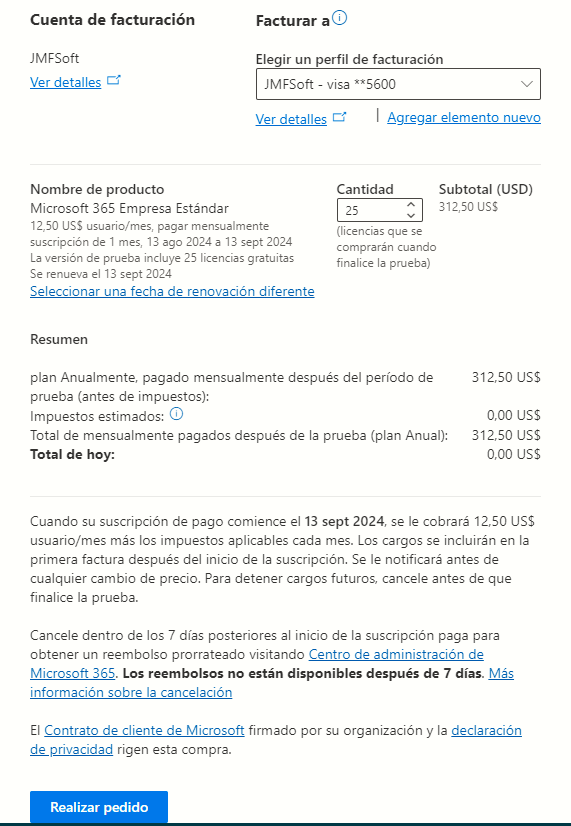 Cuenta de facturación
Facturar a
JMFSoft
Ver detalles
Elegir un perfil de facturación
JMFSoft - visa **5600
Ver detalles | Agregar elemento nuevo
Nombre de producto
Cantidad
Subtotal (USD)
Microsoft 365 Empresa Estándar
12,50 US$ usuario/mes, pagar mensualmente
suscripción de 1 mes, 13 ago 2024 a 13 sept 2024
La versión de prueba incluye 25 licencias gratuitas
Se renueva el 13 sept 2024
Seleccionar una fecha de renovación diferente
25
(licencias que se
comprarán cuando
finalice la prueba)
312,50 US$
Resumen
plan Anualmente, pagado mensualmente después del período de
prueba (antes de impuestos):
312,50 US$
Impuestos estimados:
0,00 US$
Total de mensualmente pagados después de la prueba (plan Anual):
312,50 US$
Total de hoy:
0,00 US$
Cuando su suscripción de pago comience el 13 sept 2024, se le cobrará 12,50 US$
usuario/mes más los impuestos aplicables cada mes. Los cargos se incluirán en la
primera factura después del inicio de la suscripción. Se le notificará antes de
cualquier cambio de precio. Para detener cargos futuros, cancele antes de que
finalice la prueba.
Cancele dentro de los 7 días posteriores al inicio de la suscripción paga para
obtener un reembolso prorrateado visitando Centro de administración de
Microsoft 365. Los reembolsos no están disponibles después de 7 días. Más
información sobre la cancelación
El Contrato de cliente de Microsoft firmado por su organización y la declaración
de privacidad rigen esta compra.
Realizar pedido